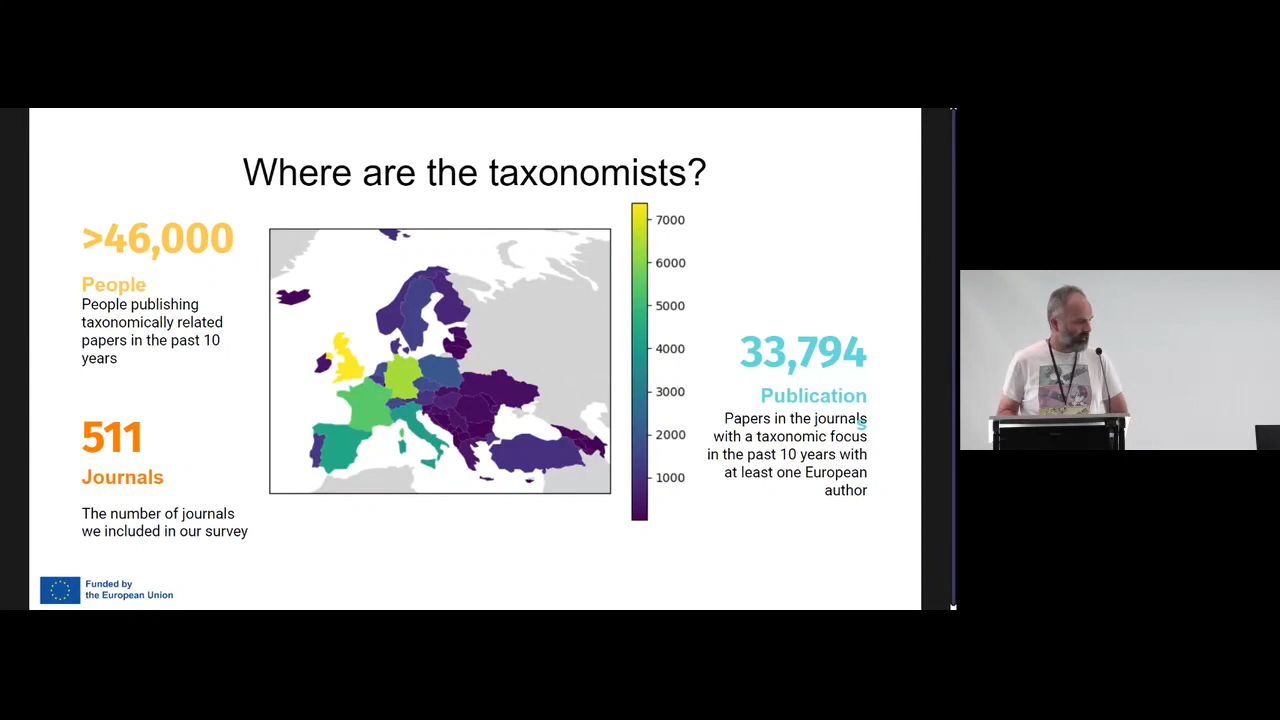 Where are the taxonomists?
>46,000
People
People publishing
taxonomically related
papers in the past 10
years
511
Journals
The number of journals
we included in our survey
7000
6000
5000
4000
3000
2000
1000
33,794
Publication
s
Papers in the journals
with a taxonomic focus
in the past 10 years with
at least one European
author
Funded by
the European Union